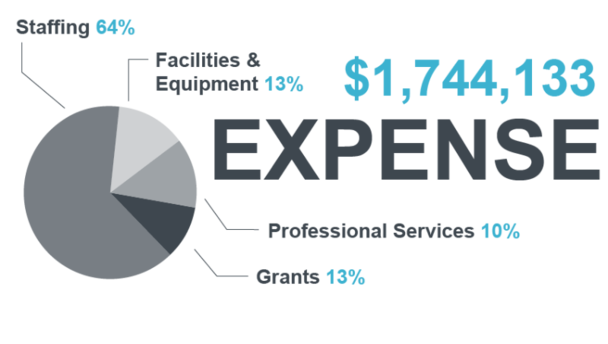 Staffing 64%
Facilities &
Equipment 13%
$1,744,133
EXPENSE
Professional Services 10%
Grants 13%